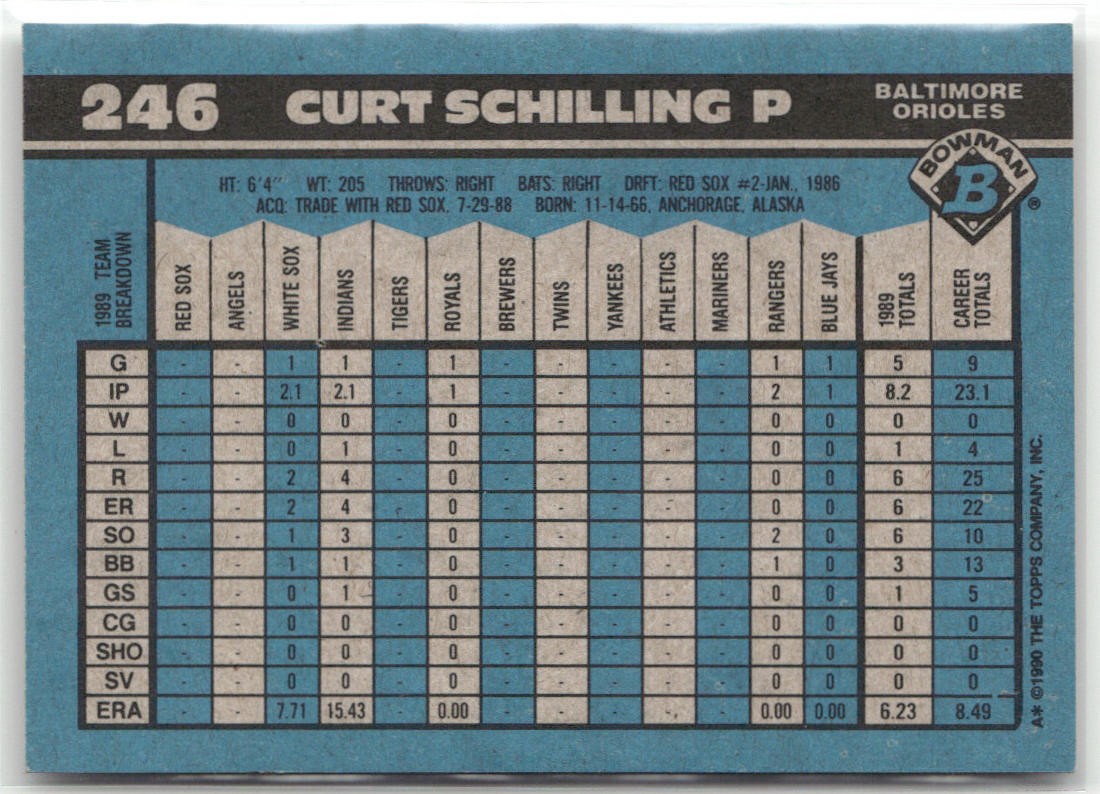 246 CURT SCHILLING P BALTIMORE ORIOLES
BOWMAN
B
®
HT: 6'4" WT: 205 THROWS: RIGHT BATS: RIGHT DRFT: RED SOX #2-JAN., 1986
ACQ: TRADE WITH RED SOX, 7-29-88 BORN: 11-14-66, ANCHORAGE, ALASKA
1989 TEAM BREAKDOWN RED SOX ANGELS WHITE SOX INDIANS TIGERS ROYALS BREWERS TWINS YANKEES ATHLETICS MARINERS RANGERS BLUE JAYS 1989 TOTALS CAREER TOTALS
G - - 1 1 - 1 - - - - - 1 1 5 9
IP - - 2.1 2.1 - 1 - - - - - 2 1 8.2 23.1
W - - 0 0 - 0 - - - - - 0 0 0 0
L - - 0 1 - 0 - - - - - 0 0 1 4
R - - 2 4 - 0 - - - - - 0 0 6 25
ER - - 2 4 - 0 - - - - - 0 0 6 22
SO - - 1 3 - 0 - - - - - 2 0 6 10
BB - - 1 1 - 0 - - - - - 1 0 3 13
GS - - 0 1 - 0 - - - - - 0 0 1 5
CG - - 0 0 - 0 - - - - - 0 0 0 0
SHO - - 0 0 - 0 - - - - - 0 0 0 0
SV - - 0 0 - 0 - - - - - 0 0 0 0
ERA - - 7.71 15.43 - 0.00 - - - - - 0.00 0.00 6.23 8.49
A* ©1990 THE TOPPS COMPANY, INC.